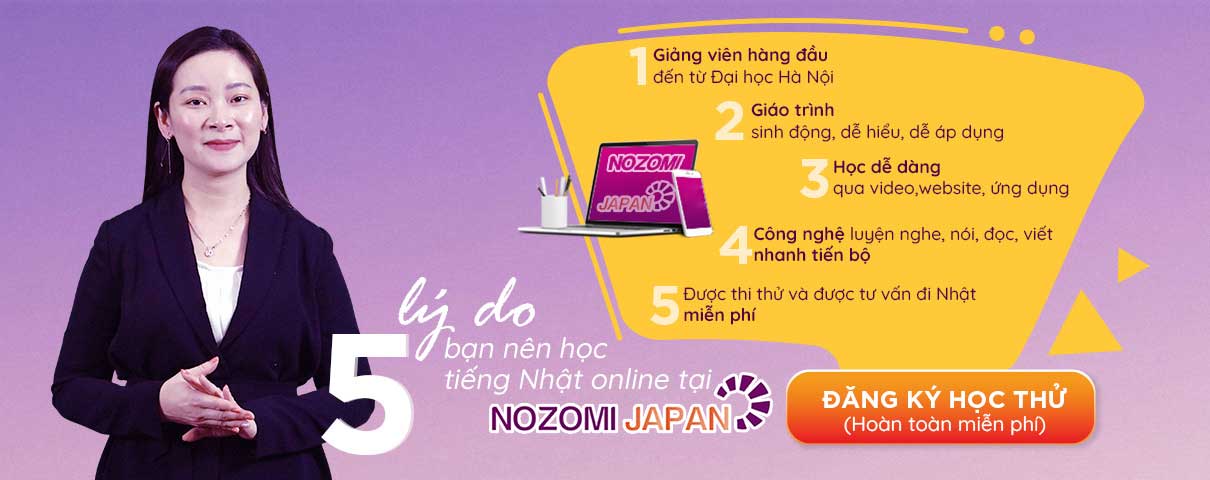 5 lý do
bạn nên học
tiếng Nhật online tại
NOZOMI JAPAN
1 Giảng viên hàng đầu
đến từ Đại học Hà Nội
2 Giáo trình
sinh động, dễ hiểu, dễ áp dụng
3 Học dễ dàng
qua video,website, ứng dụng
4 Công nghệ luyện nghe, nói, đọc, viết
nhanh tiến bộ
5 Được thi thử và được tư vấn đi Nhật
miễn phí
NOZOMI
JAPAN
ĐĂNG KÝ HỌC THỬ
(Hoàn toàn miễn phí)